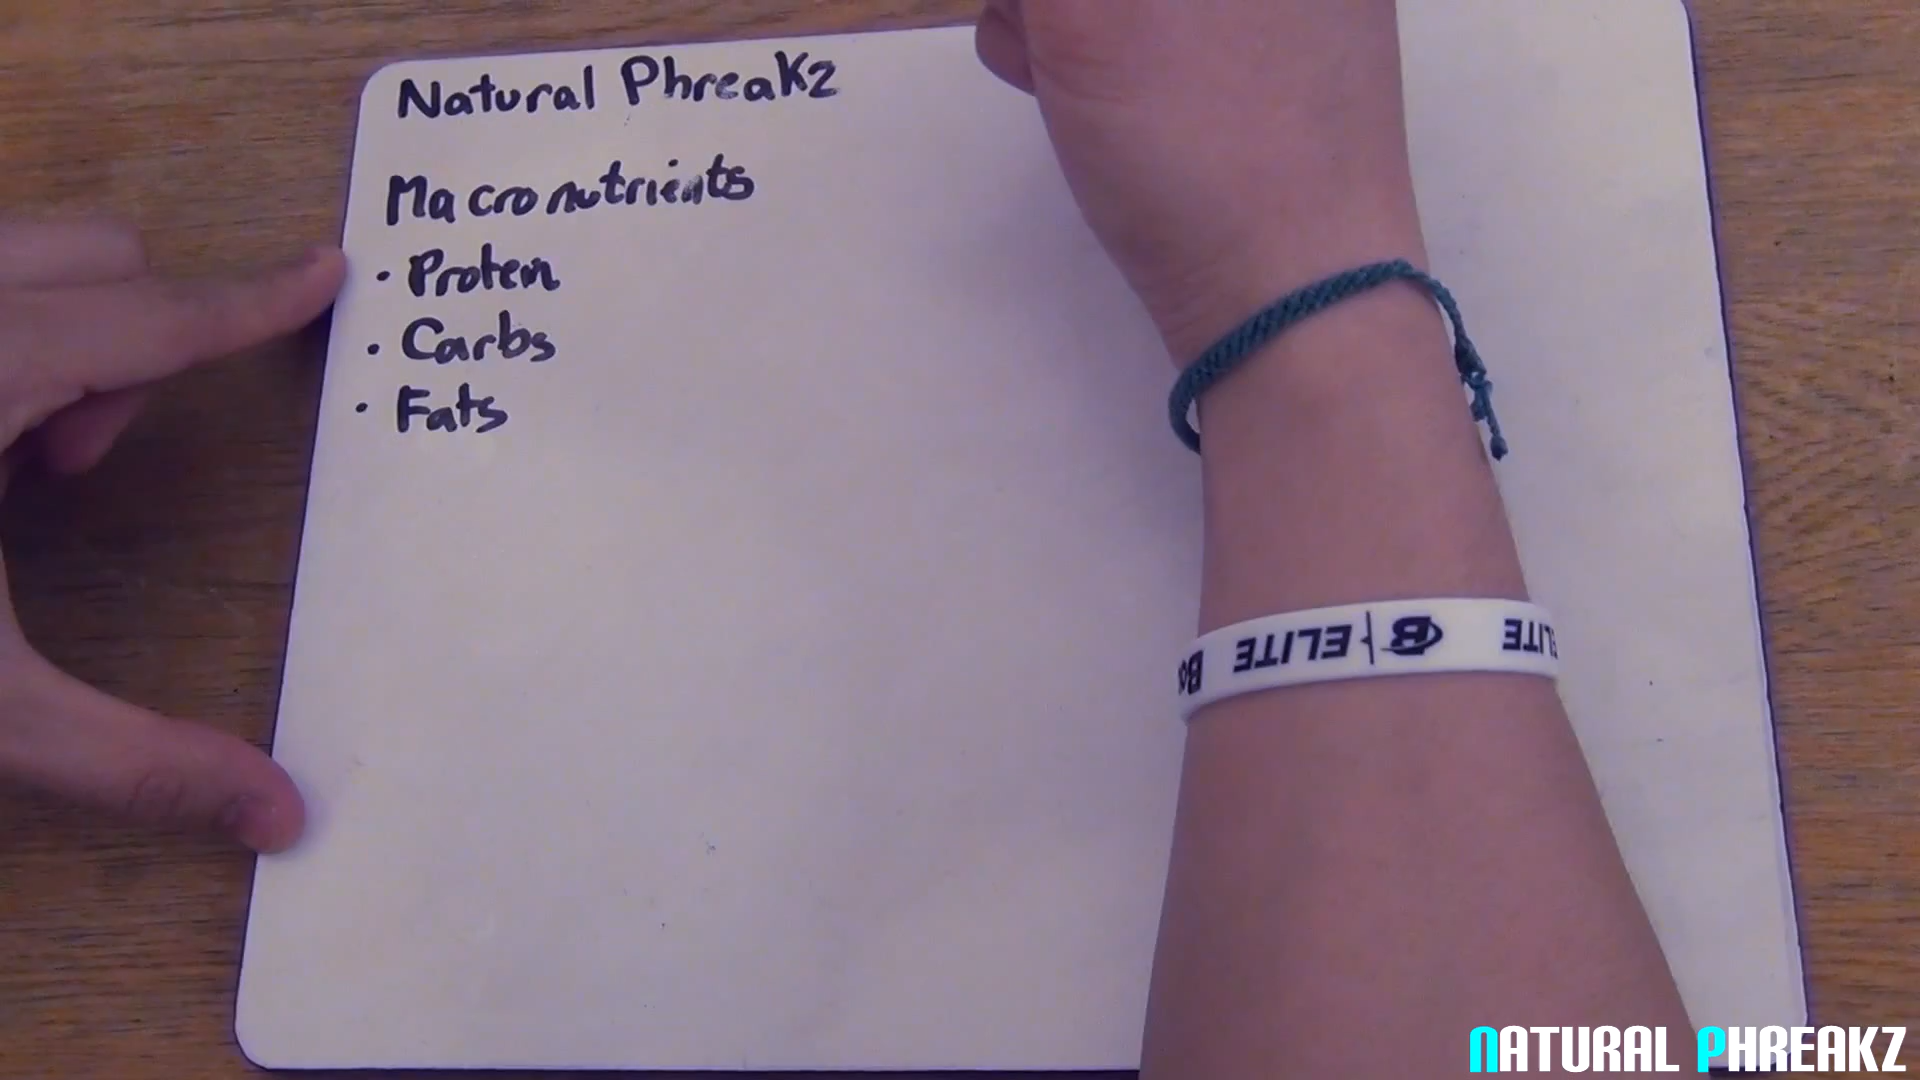 Natural Phreakz
Macronutrients
• Protein
• Carbs
• Fats
ELITE B ELITE
NATURAL PHREAKZ